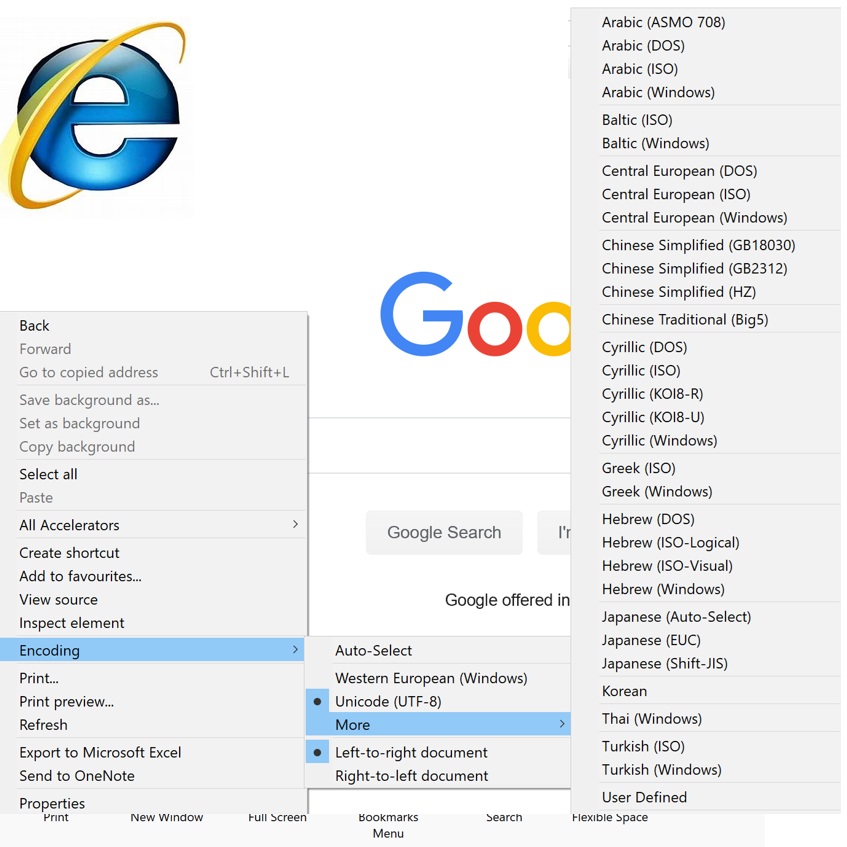 Back
Forward
Go to copied address Ctrl+Shift+L
Save background as...
Set as background
Copy background
Select all
Paste
All Accelerators
Create shortcut
Add to favourites...
View source
Inspect element
Encoding
Print...
Print preview...
Refresh
Export to Microsoft Excel
Send to OneNote
Properties
Goo
Google Search
I'
Google offered in
Auto-Select
Western European (Windows)
Unicode (UTF-8)
More
Left-to-right document
Right-to-left document
Arabic (ASMO 708)
Arabic (DOS)
Arabic (ISO)
Arabic (Windows)
Baltic (ISO)
Baltic (Windows)
Central European (DOS)
Central European (ISO)
Central European (Windows)
Chinese Simplified (GB18030)
Chinese Simplified (GB2312)
Chinese Simplified (HZ)
Chinese Traditional (Big5)
Cyrillic (DOS)
Cyrillic (ISO)
Cyrillic (KOI8-R)
Cyrillic (KOI8-U)
Cyrillic (Windows)
Greek (ISO)
Greek (Windows)
Hebrew (DOS)
Hebrew (ISO-Logical)
Hebrew (ISO-Visual)
Hebrew (Windows)
Japanese (Auto-Select)
Japanese (EUC)
Japanese (Shift-JIS)
Korean
Thai (Windows)
Turkish (ISO)
Turkish (Windows)
User Defined
Print New Window Full Screen Bookmarks Search Flexible Space
Menu